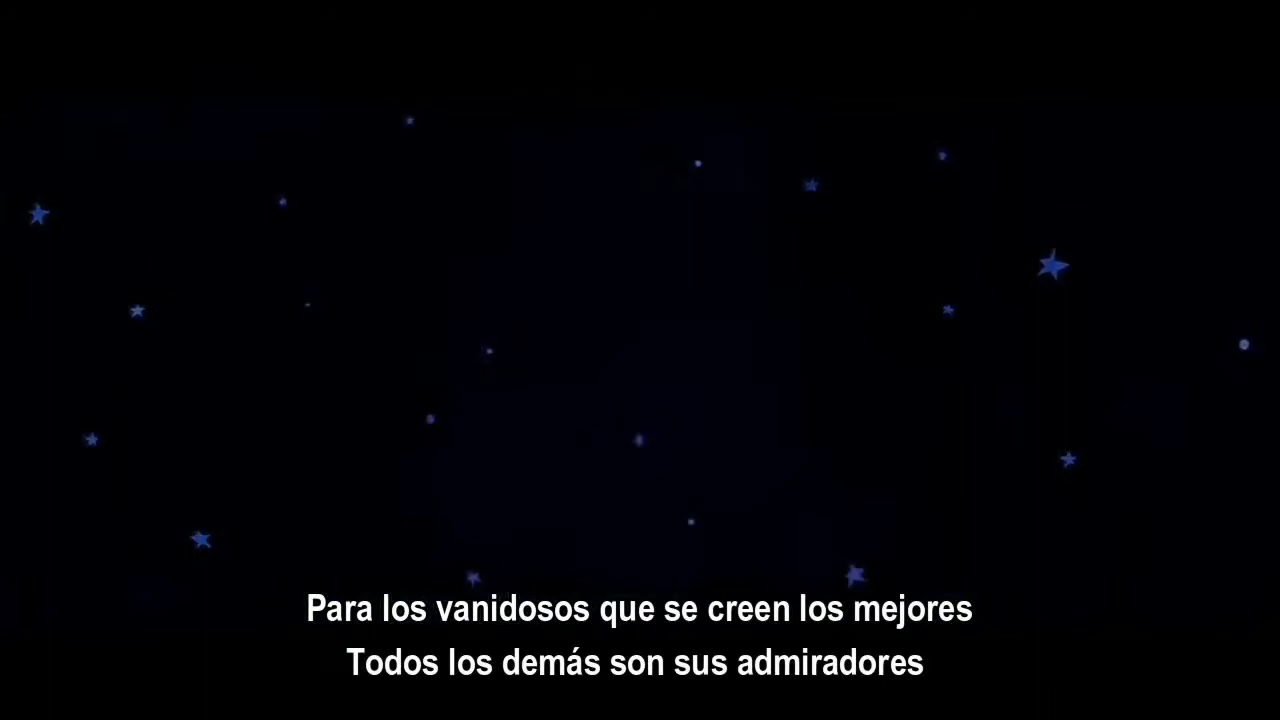 Para los vanidosos que se creen los mejores
Todos los demás son sus admiradores